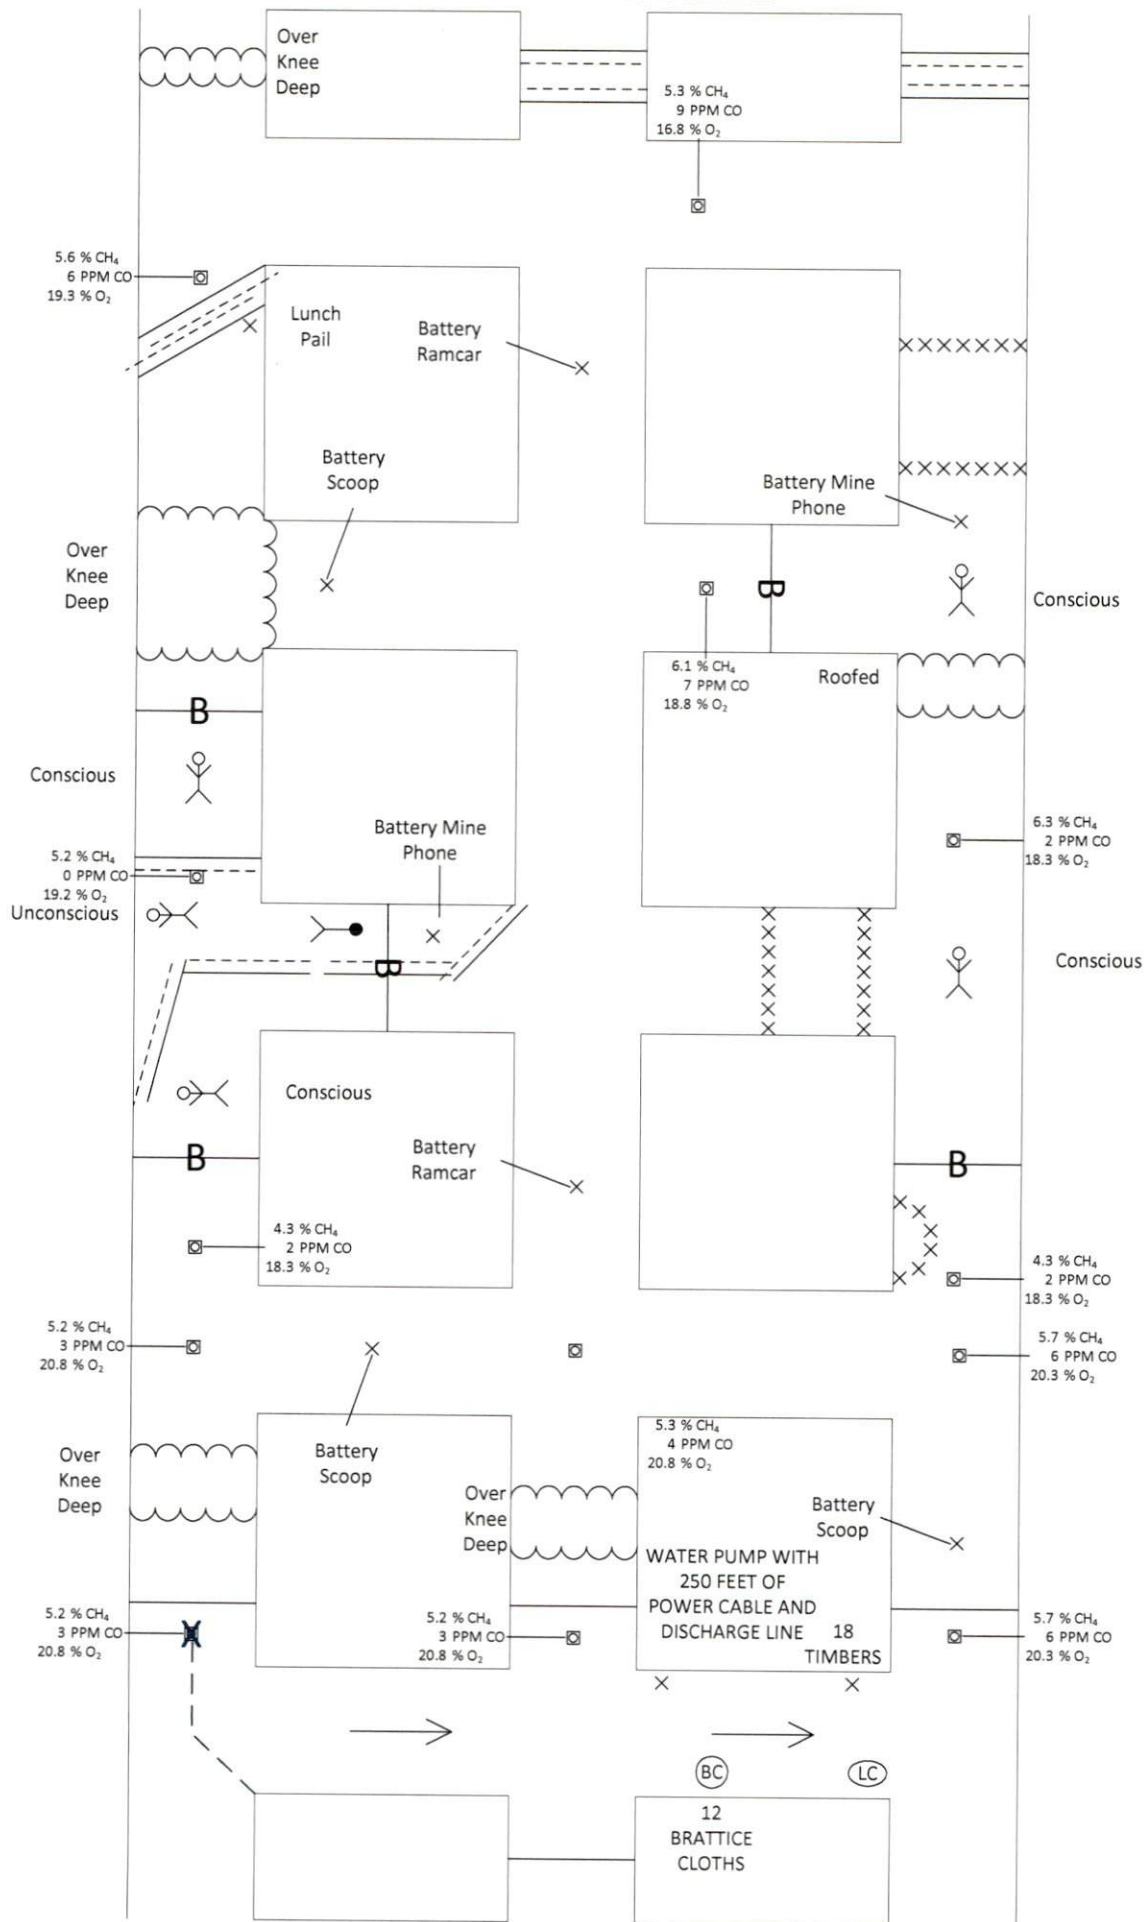 Over
Knee
Deep
5.3 % CH₄
9 PPM CO
16.8 % O₂
5.6 % CH₄
6 PPM CO
19.3 % O₂
Lunch
Pail
Battery
Ramcar
Battery
Scoop
Battery Mine
Phone
Over
Knee
Deep
B
Conscious
6.1 % CH₄
7 PPM CO
18.8 % O₂
Roofed
B
Conscious
Battery Mine
Phone
6.3 % CH₄
2 PPM CO
18.3 % O₂
5.2 % CH₄
0 PPM CO
19.2 % O₂
Unconscious
B
Conscious
Conscious
B
Battery
Ramcar
B
4.3 % CH₄
2 PPM CO
18.3 % O₂
4.3 % CH₄
2 PPM CO
18.3 % O₂
5.2 % CH₄
3 PPM CO
20.8 % O₂
5.7 % CH₄
6 PPM CO
20.3 % O₂
Over
Knee
Deep
Battery
Scoop
5.3 % CH₄
4 PPM CO
20.8 % O₂
Over
Knee
Deep
Battery
Scoop
WATER PUMP WITH
250 FEET OF
POWER CABLE AND
DISCHARGE LINE
18
TIMBERS
5.2 % CH₄
3 PPM CO
20.8 % O₂
5.2 % CH₄
3 PPM CO
20.8 % O₂
5.7 % CH₄
6 PPM CO
20.3 % O₂
BC
LC
12
BRATTICE
CLOTHS